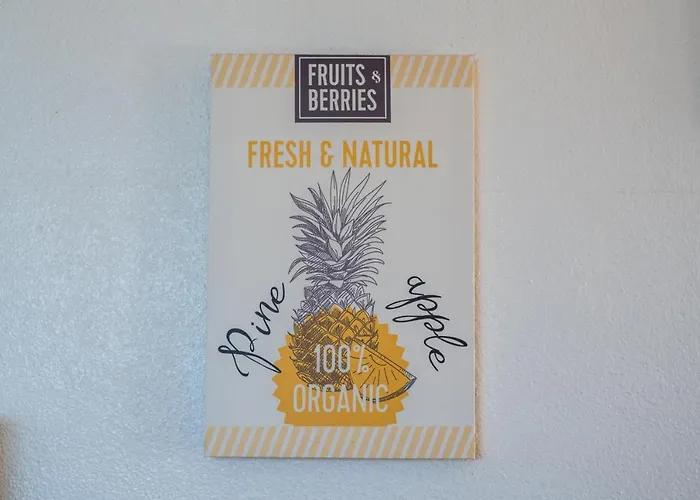 FRUITS &
BERRIES
FRESH & NATURAL
Pine
apple
100%
ORGANIC